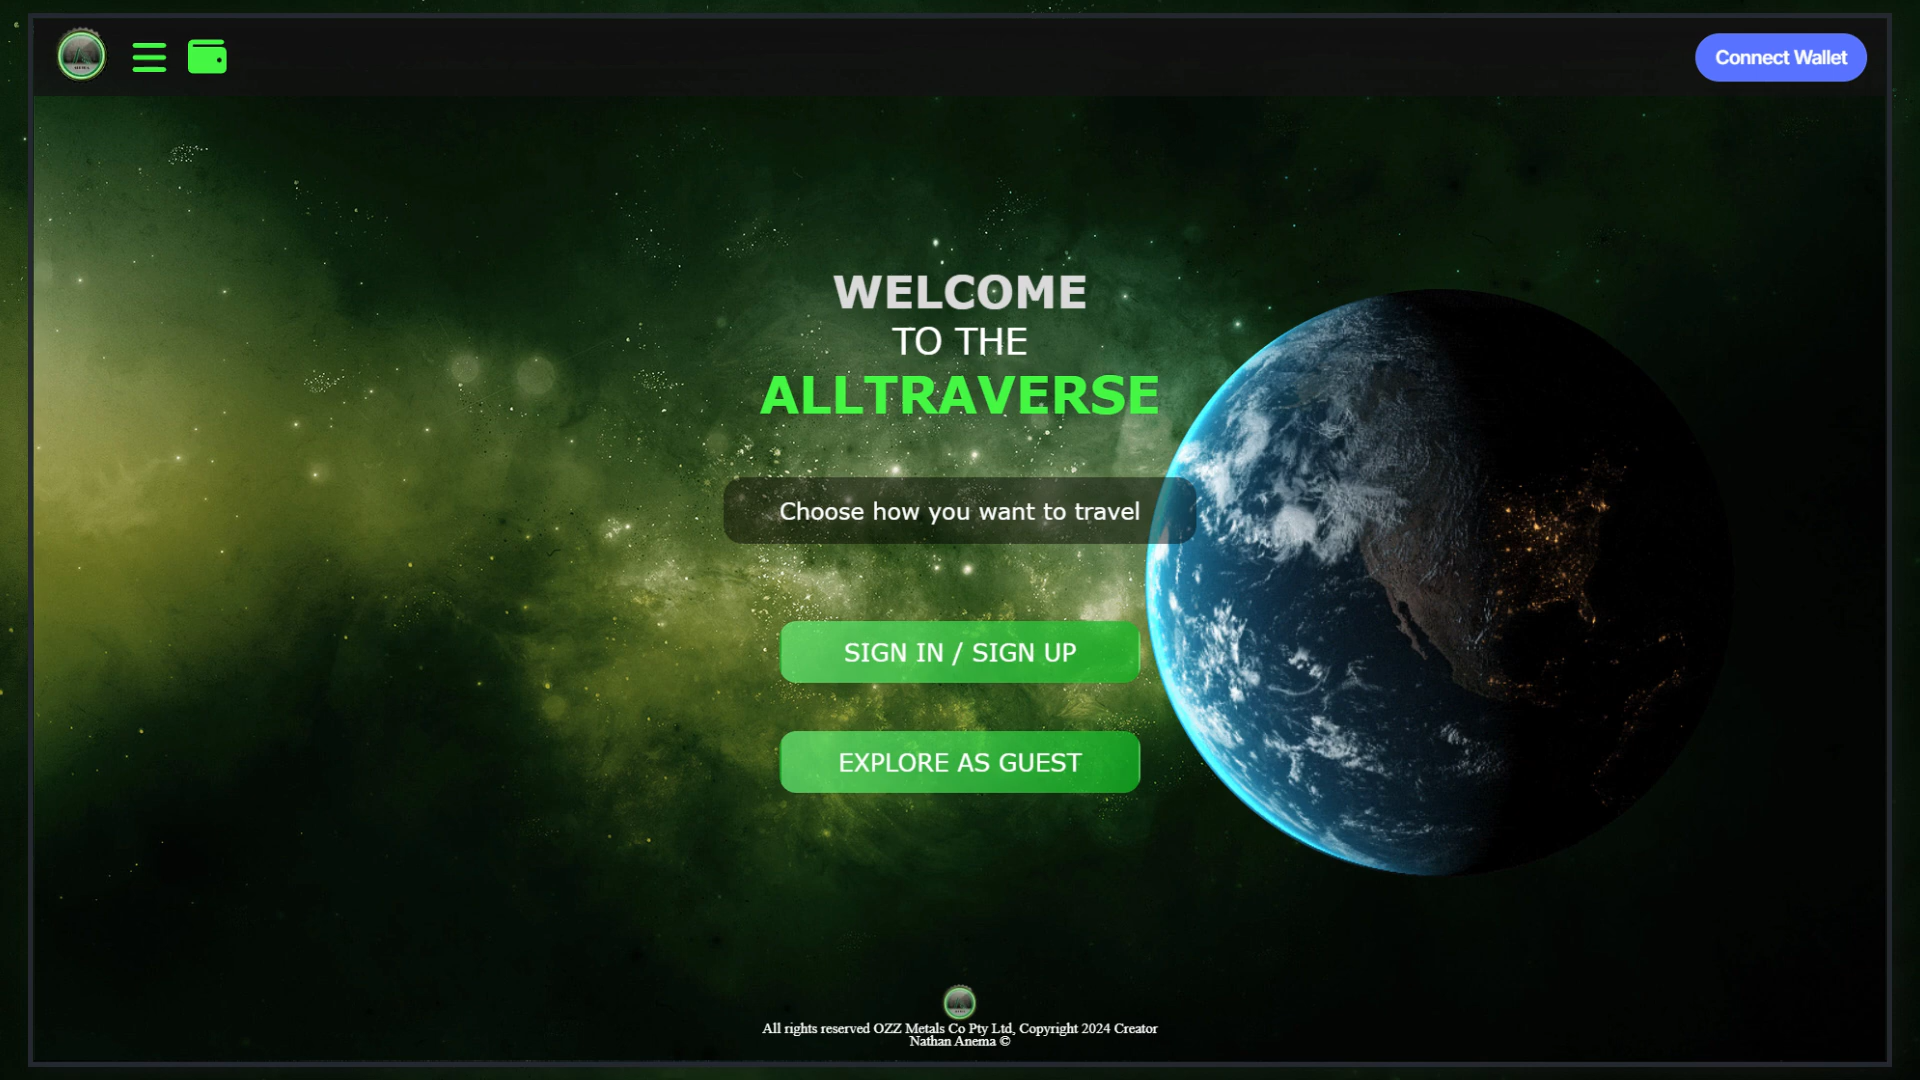 Connect Wallet
WELCOME
TO THE
ALLTRAVERSE
Choose how you want to travel
SIGN IN / SIGN UP
EXPLORE AS GUEST
All rights reserved OZZ Metals Co Pty Ltd, Copyright 2024 Creator
Nathan Anema ©